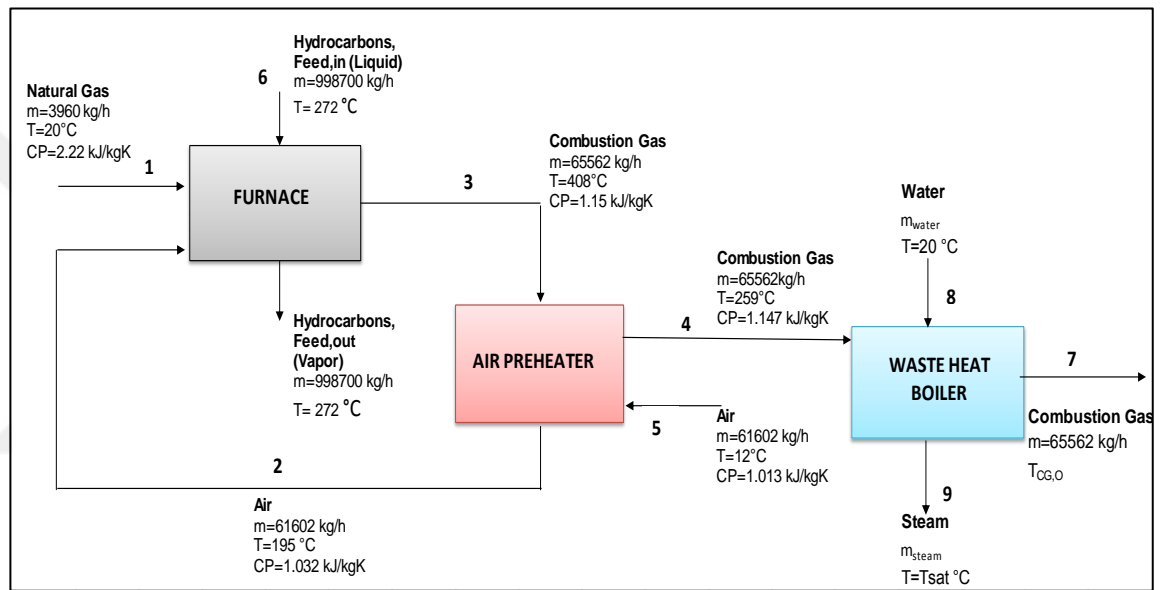 Hydrocarbons,
Feed,in (Liquid)
m=998700 kg/h
T= 272 °C
6
Natural Gas
m=3960 kg/h
T=20°C
CP=2.22 kJ/kgK
1
FURNACE
3
Combustion Gas
m=65562 kg/h
T=408°C
CP=1.15 kJ/kgK
Water
mwater
T=20 °C
8
Hydrocarbons,
Feed,out
(Vapor)
m=998700 kg/h
T= 272 °C
AIR PREHEATER
Combustion Gas
m=65562kg/h
T=259°C
CP=1.147 kJ/kgK
4
WASTE HEAT
BOILER
7
Combustion Gas
m=65562 kg/h
TCG,O
5
Air
m=61602 kg/h
T=12°C
CP=1.013 kJ/kgK
2
Air
m=61602 kg/h
T=195 °C
CP=1.032 kJ/kgK
9
Steam
msteam
T=Tsat °C